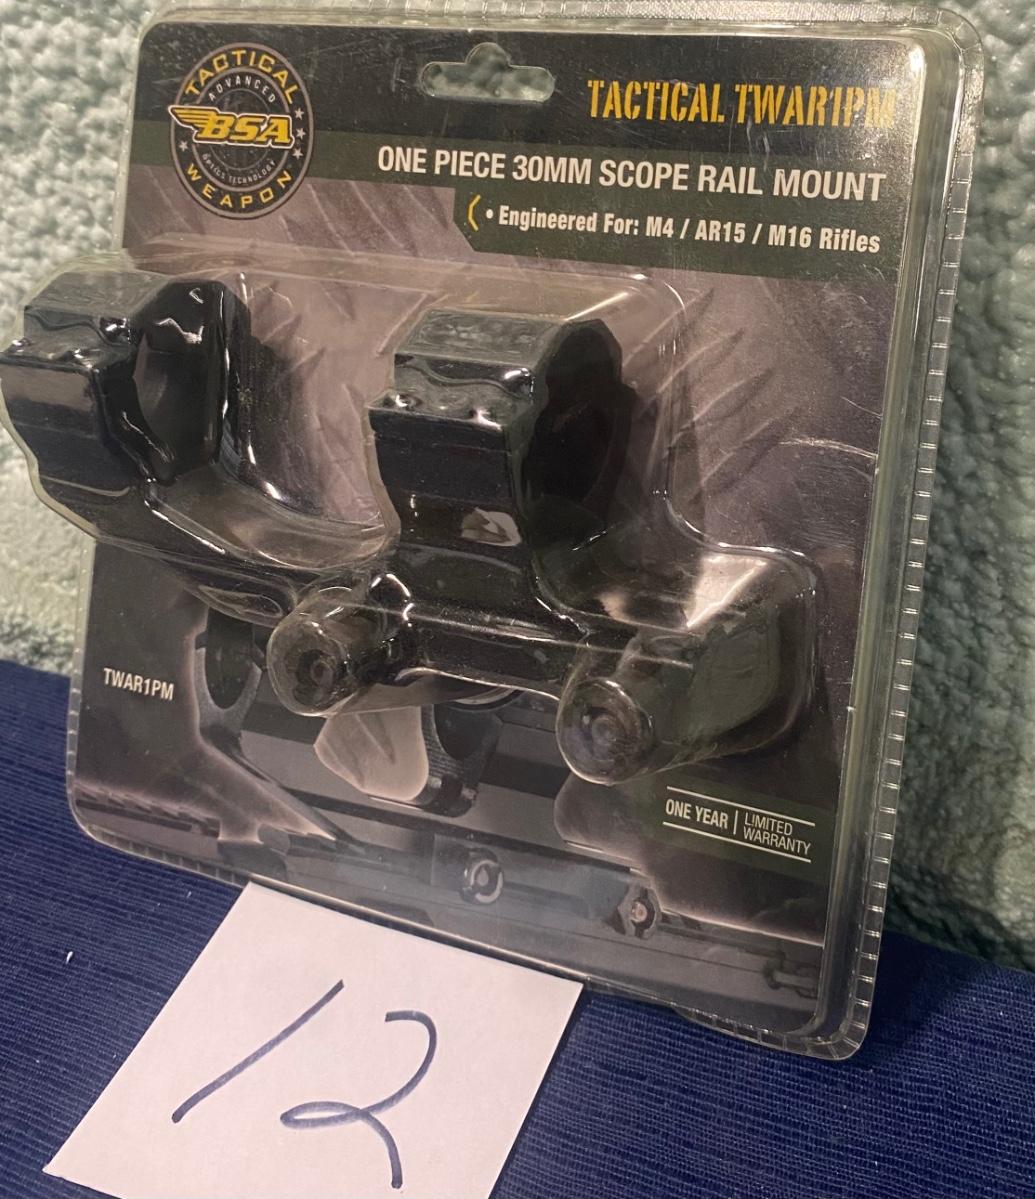 TACTICAL
ADVANCED
BSA
OPTICS TECHNOLOGY
WEAPON
TACTICAL TWAR1PM
ONE PIECE 30MM SCOPE RAIL MOUNT
• Engineered For: M4 / AR15 / M16 Rifles
TWAR1PM
ONE YEAR | LIMITED
WARRANTY
12